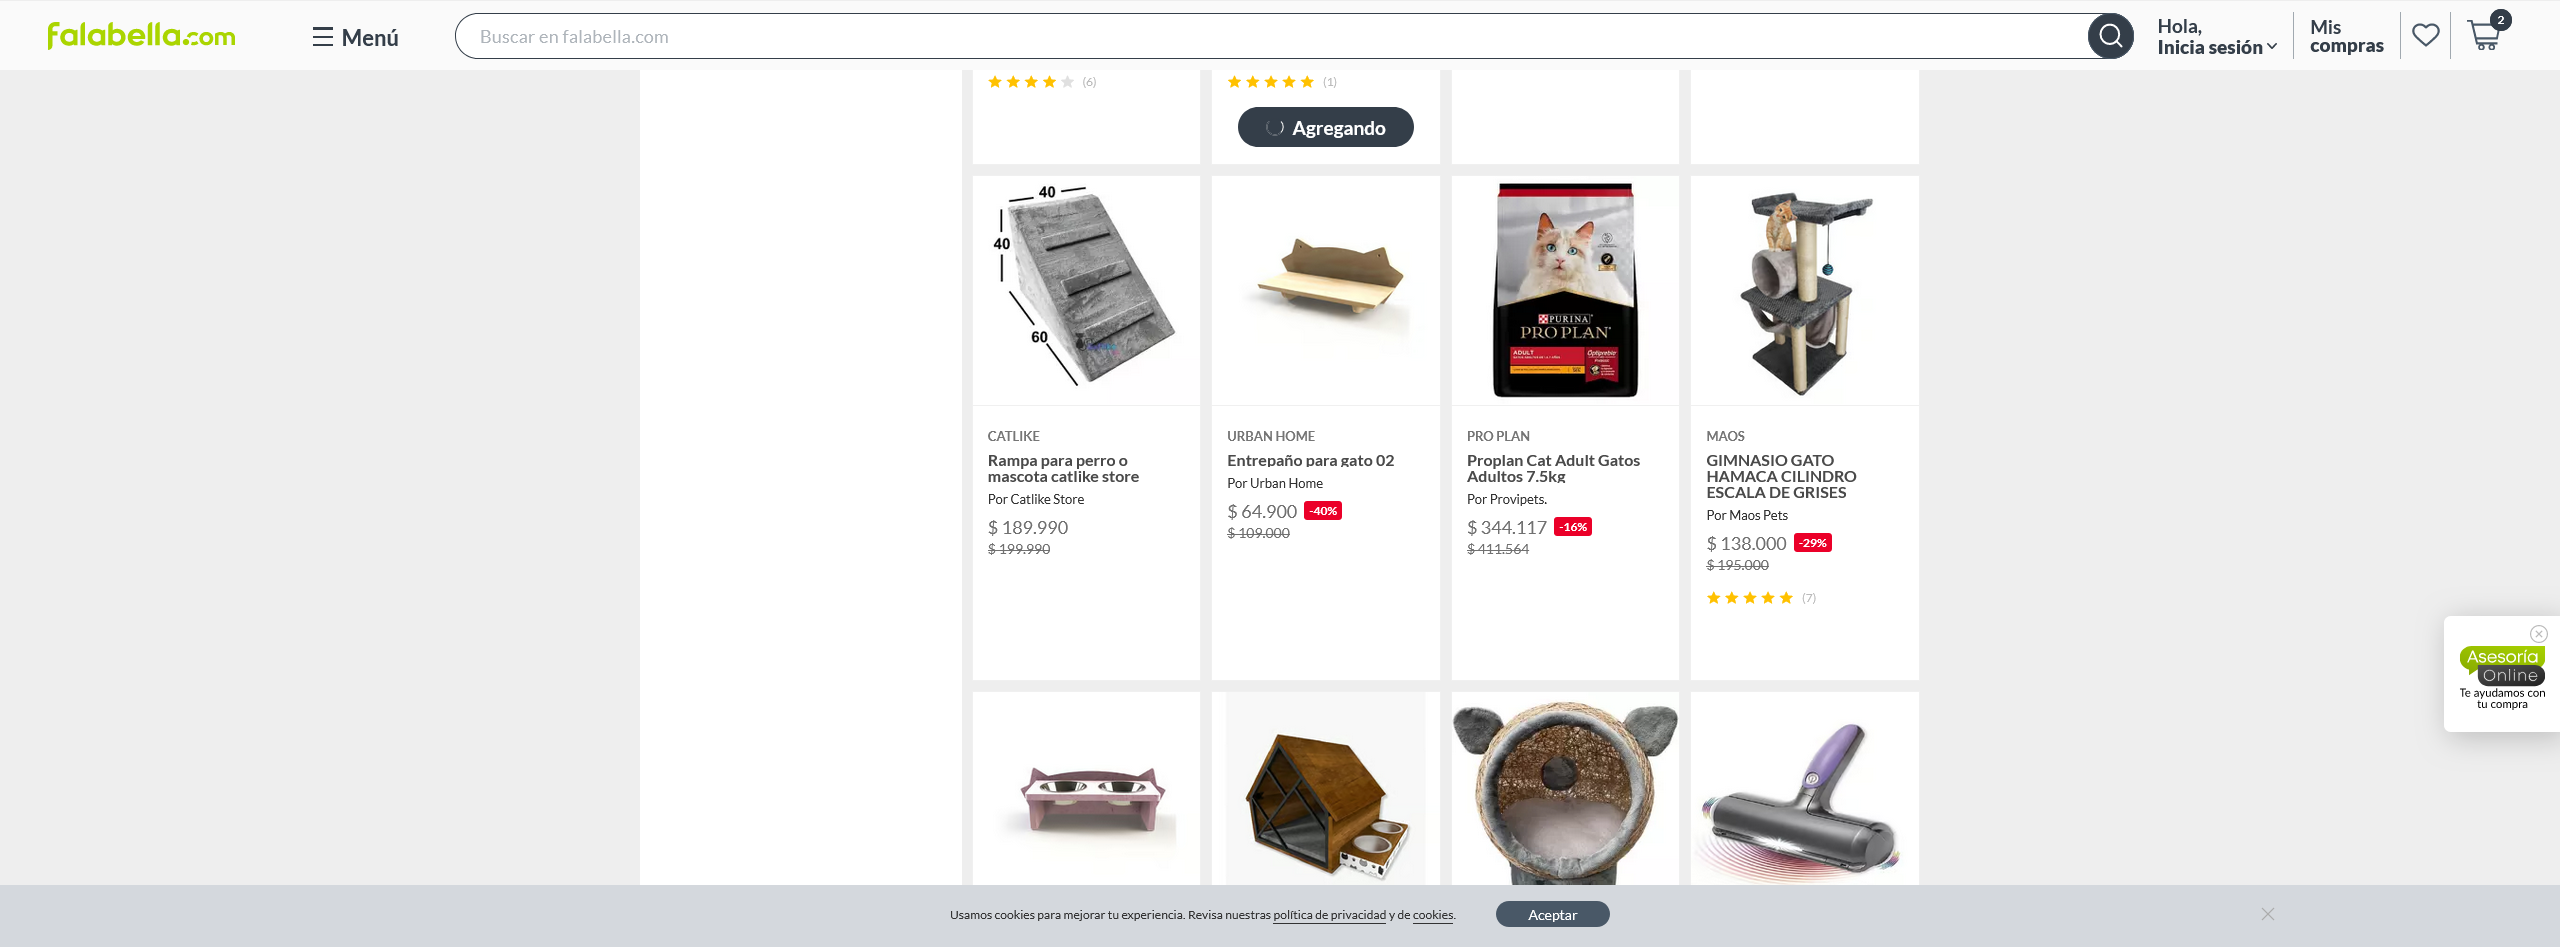 falabella.com
Menú
Buscar en falabella.com
Hola,
Inicia sesión
Mis
compras
2
(6)
(1)
Agregando
40
40
60
PURINA
PRO PLAN
ADULT
CATLIKE
Rampa para perro o
mascota catlike store
Por Catlike Store
$ 189.990
$ 199.990
URBAN HOME
Entrepaño para gato 02
Por Urban Home
$ 64.900 -40%
$ 109.000
PRO PLAN
Proplan Cat Adult Gatos
Adultos 7.5kg
Por Provipets.
$ 344.117 -16%
$ 411.564
MAOS
GIMNASIO GATO
HAMACA CILINDRO
ESCALA DE GRISES
Por Maos Pets
$ 138.000 -29%
$ 195.000
(7)
Asesoría
Online
Te ayudamos con
tu compra
Usamos cookies para mejorar tu experiencia. Revisa nuestras política de privacidad y de cookies.
Aceptar